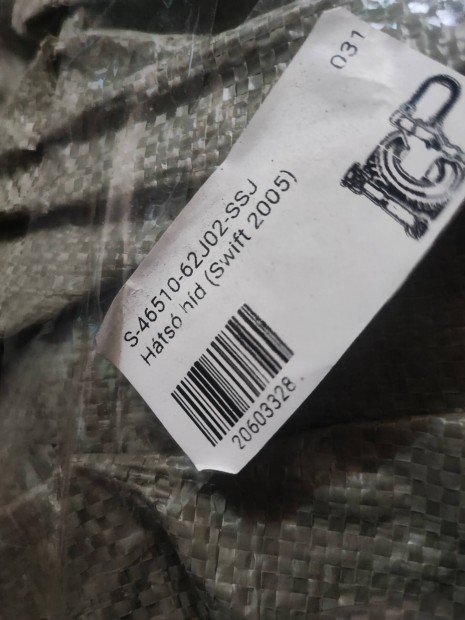 031
S-46510-62J02-SSJ
Hátsó híd (Swift 2005)
20603328